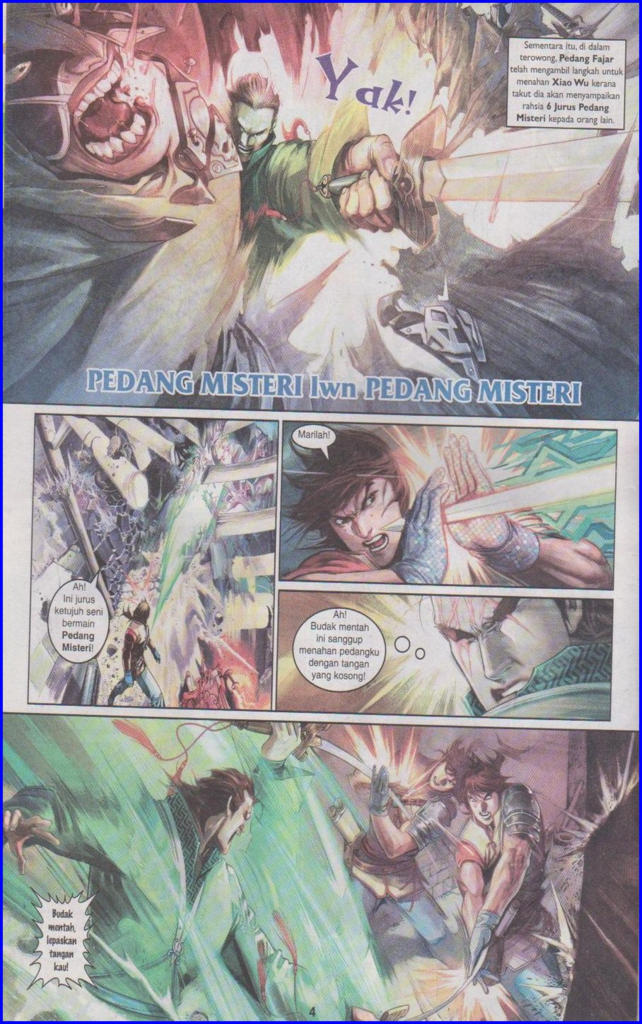 Yak!
Sementara itu, di dalam
terowong, Pedang Fajar
telah mengambil langkah untuk
menahan Xiao Wu kerana
takut dia akan menyampaikan
rahsia 6 Jurus Pedang
Misteri kepada orang lain.
PEDANG MISTERI lwn PEDANG MISTERI
Ah!
Ini jurus
ketujuh seni
bermain
Pedang
Misteri!
Marilah!
Ah!
Budak mentah
ini sanggup
menahan pedangku
dengan tangan
yang kosong!
Budak
mentah,
lepaskan
tangan
kau!
4